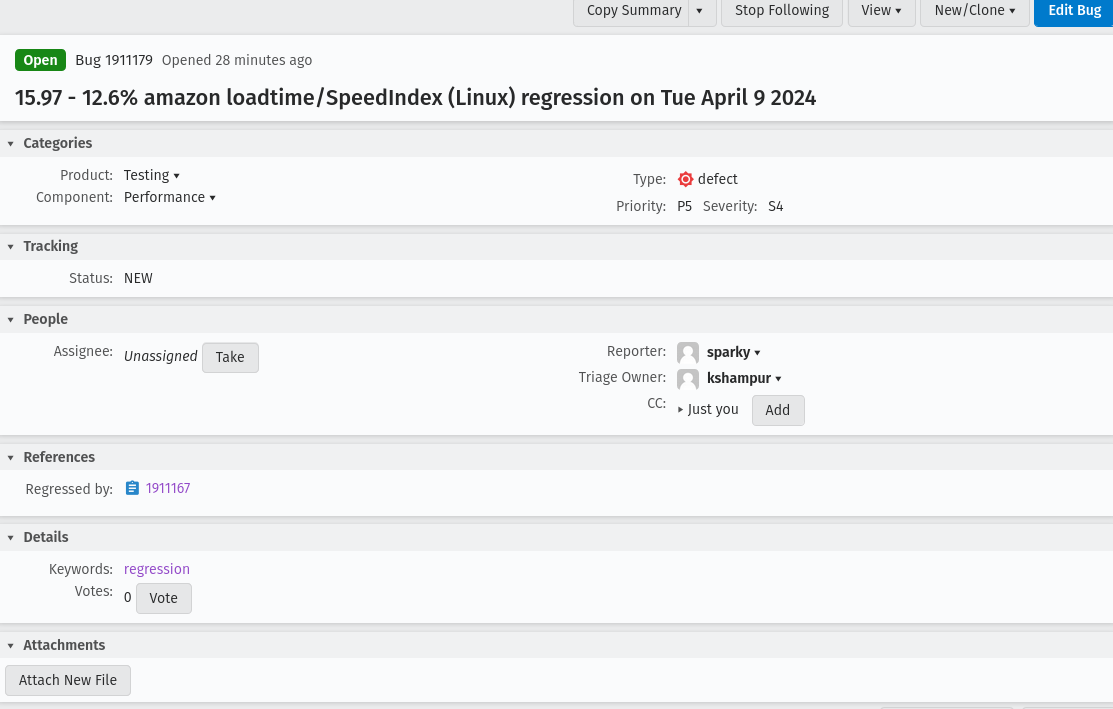 Copy Summary
Stop Following
View
New/Clone
Edit Bug
Open Bug 1911179 Opened 28 minutes ago
15.97 - 12.6% amazon loadtime/SpeedIndex (Linux) regression on Tue April 9 2024
Categories
Product: Testing
Component: Performance
Type: defect
Priority: P5 Severity: S4
Tracking
Status: NEW
People
Assignee: Unassigned Take
Reporter: sparky
Triage Owner: kshampur
CC: Just you Add
References
Regressed by: 1911167
Details
Keywords: regression
Votes: 0 Vote
Attachments
Attach New File